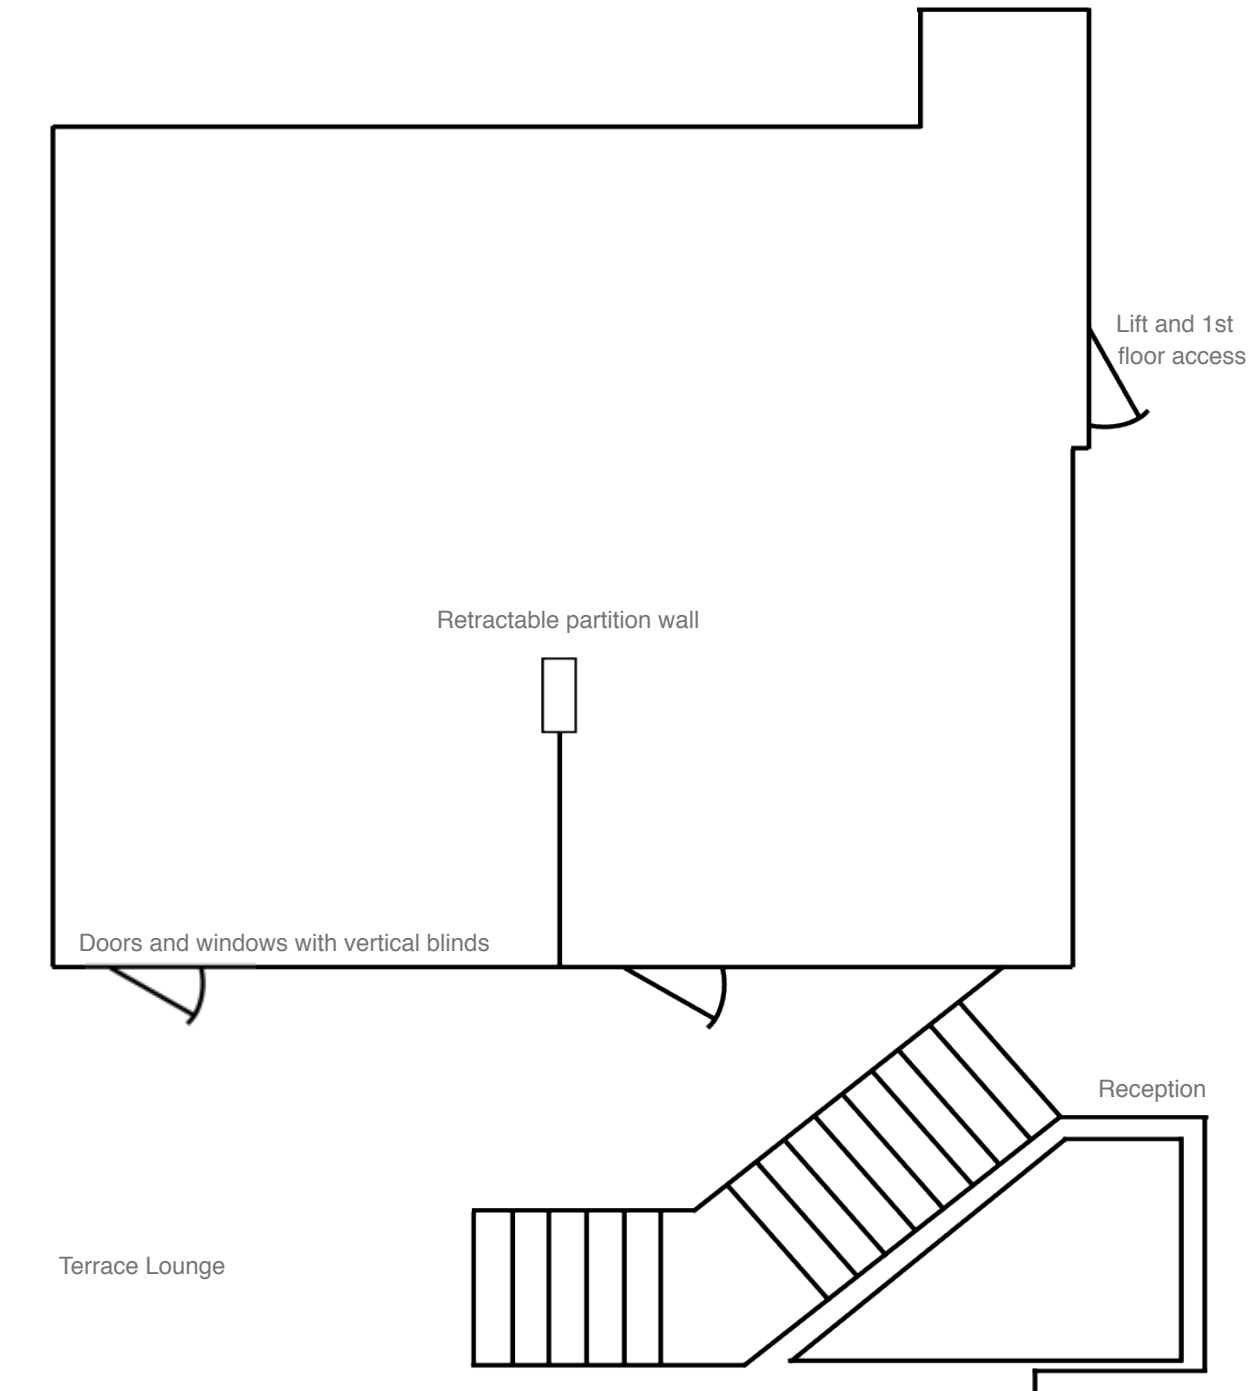 Lift and 1st
floor access
Retractable partition wall
Doors and windows with vertical blinds
Reception
Terrace Lounge